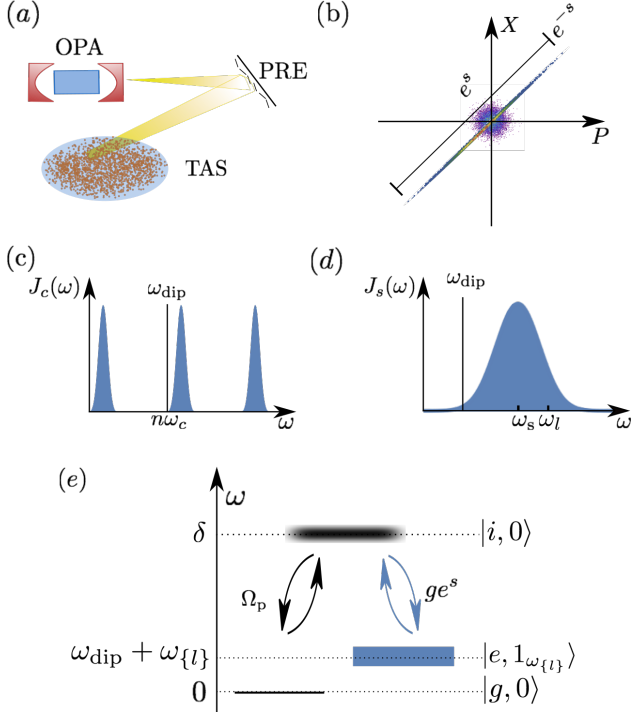 (a)
OPA
PRE
TAS
(b)
X
P
e^s
e^{-s}
(c)
J_c(ω)
ω_dip
nω_c
ω
(d)
J_s(ω)
ω_dip
ω_s ω_l
ω
(e)
ω
δ
|i, 0⟩
Ω_p
ge^s
ω_dip + ω_{l}
|e, 1_{ω_{l}}⟩
0
|g, 0⟩